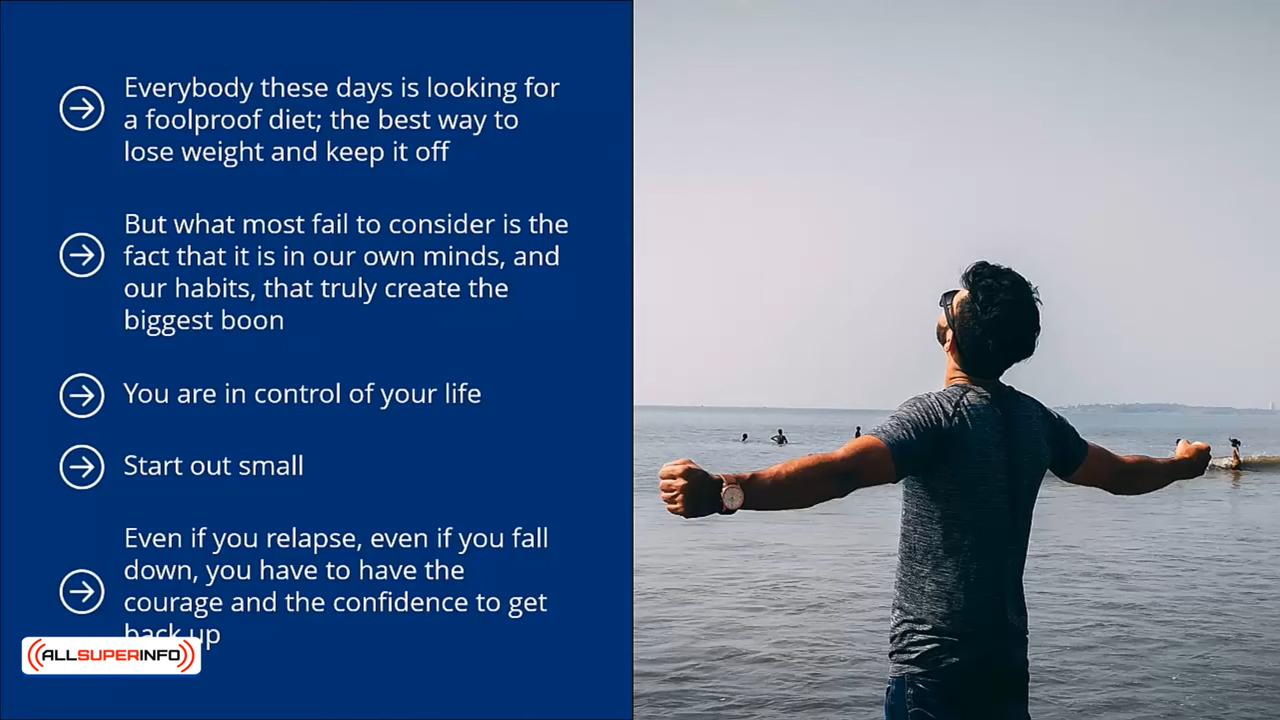 Everybody these days is looking for
a foolproof diet; the best way to
lose weight and keep it off
But what most fail to consider is the
fact that it is in our own minds, and
our habits, that truly create the
biggest boon
You are in control of your life
Start out small
Even if you relapse, even if you fall
down, you have to have the
courage and the confidence to get
back up
ALLSUPERINFO